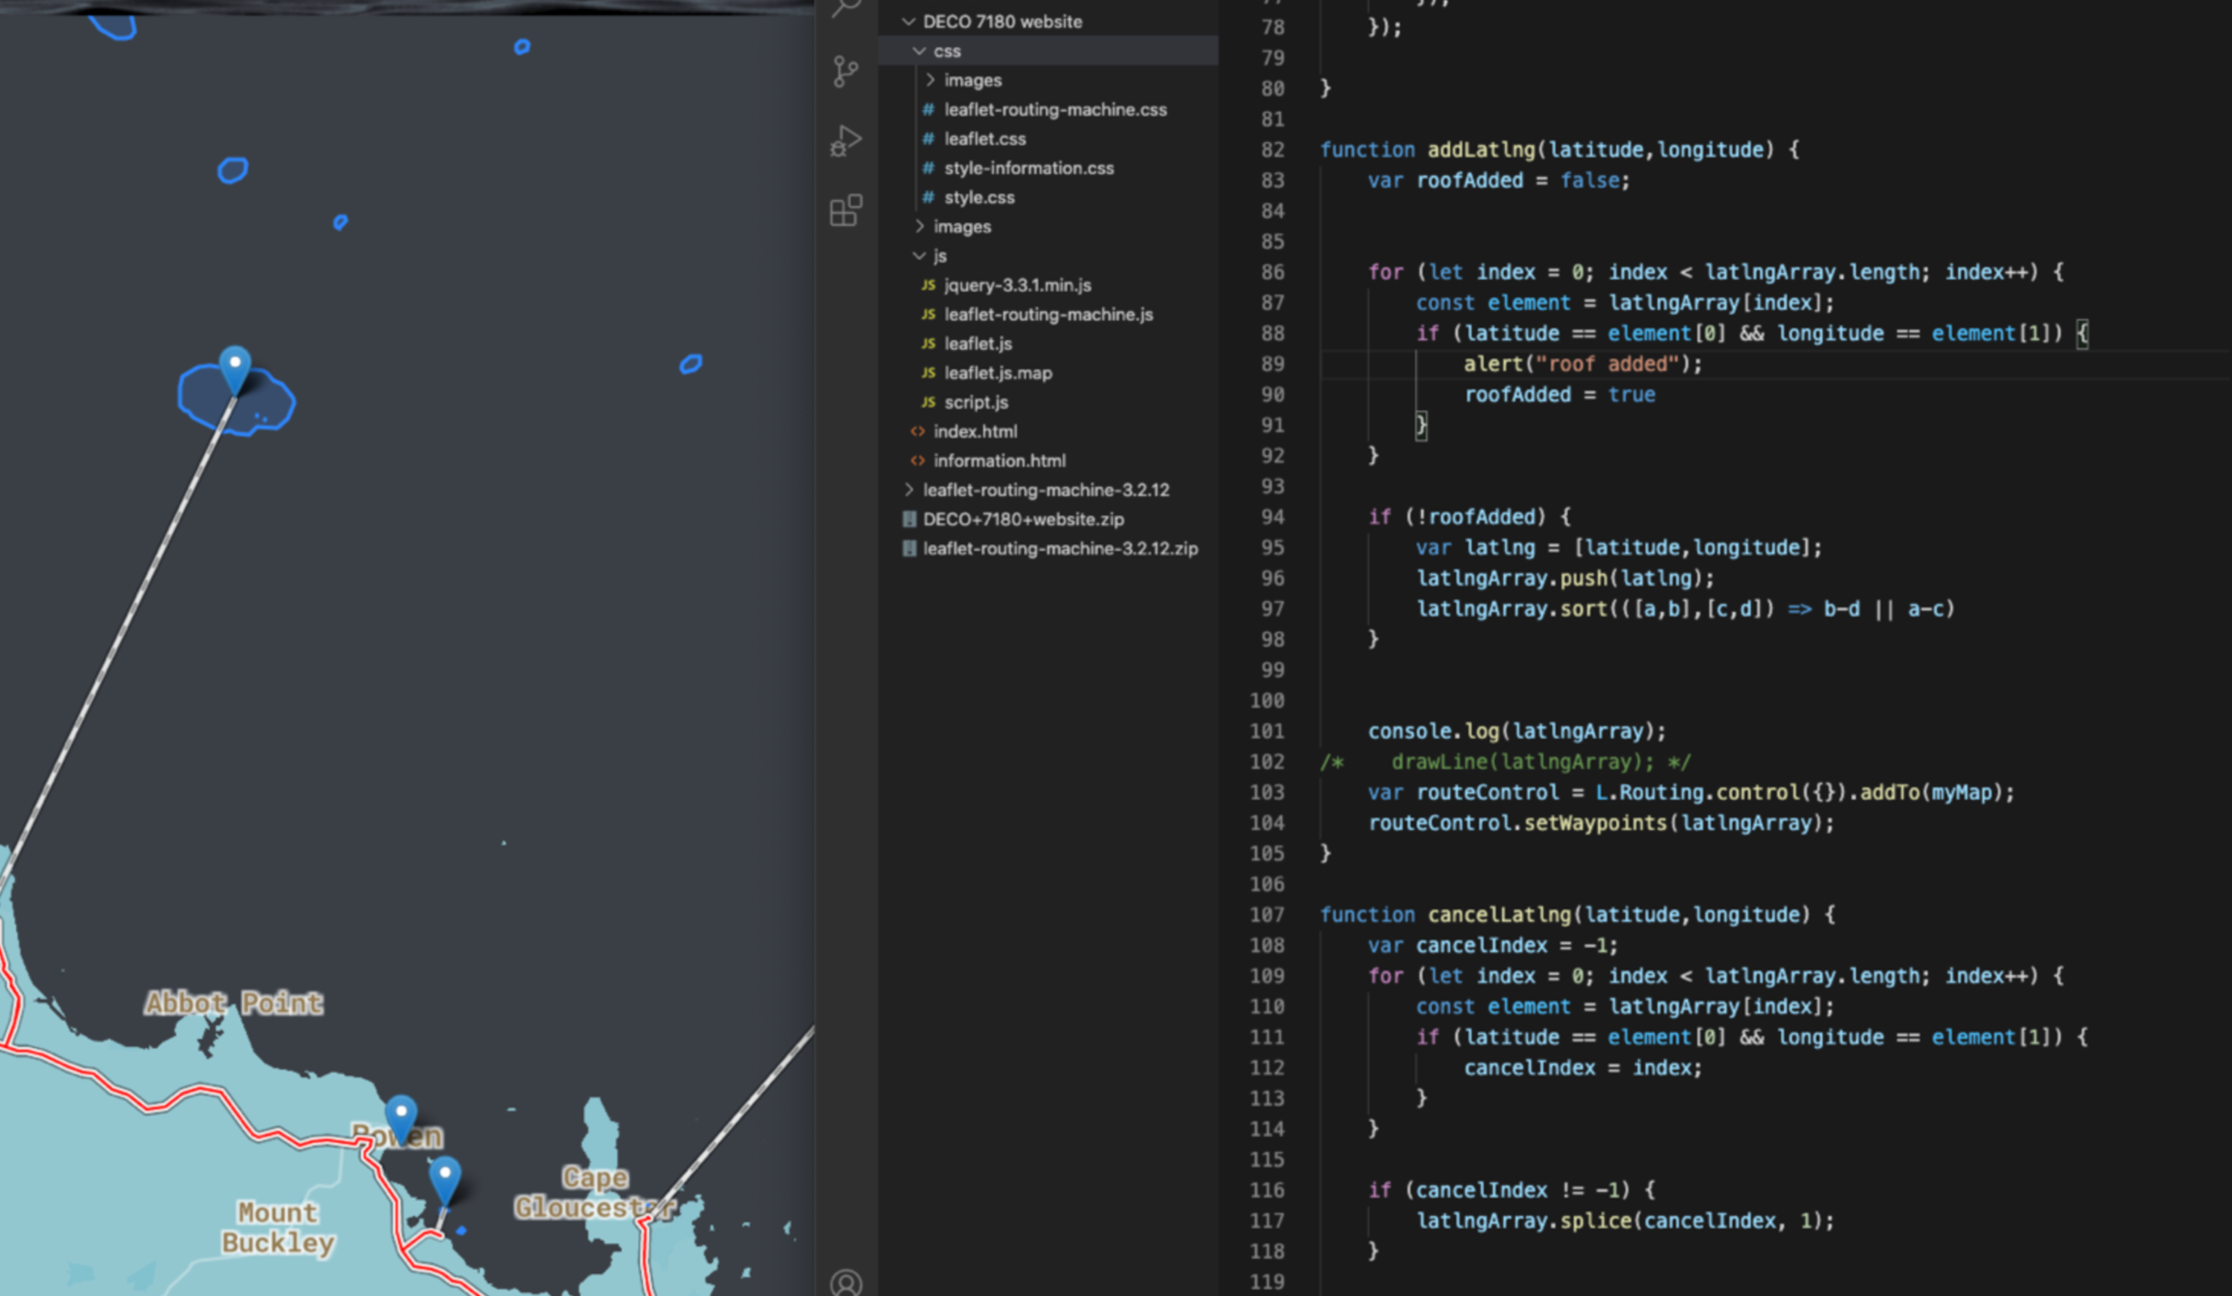 Abbot Point
Bowen
Cape
Gloucester
Mount
Buckley
DECO 7180 website
css
images
# leaflet-routing-machine.css
# leaflet.css
# style-information.css
# style.css
images
js
JS jquery-3.3.1.min.js
JS leaflet-routing-machine.js
JS leaflet.js
JS leaflet.js.map
JS script.js
<> index.html
<> information.html
leaflet-routing-machine-3.2.12
DECO+7180+website.zip
leaflet-routing-machine-3.2.12.zip
77 });
78 });
79
80 }
81
82 function addLatlng(latitude,longitude) {
83 var roofAdded = false;
84
85
86 for (let index = 0; index < latlngArray.length; index++) {
87 const element = latlngArray[index];
88 if (latitude == element[0] && longitude == element[1]) {
89 alert("roof added");
90 roofAdded = true
91 }
92 }
93
94 if (!roofAdded) {
95 var latlng = [latitude,longitude];
96 latlngArray.push(latlng);
97 latlngArray.sort(([a,b],[c,d]) => b-d || a-c)
98 }
99
100
101 console.log(latlngArray);
102 /* drawLine(latlngArray); */
103 var routeControl = L.Routing.control({}).addTo(myMap);
104 routeControl.setWaypoints(latlngArray);
105 }
106
107 function cancelLatlng(latitude,longitude) {
108 var cancelIndex = -1;
109 for (let index = 0; index < latlngArray.length; index++) {
110 const element = latlngArray[index];
111 if (latitude == element[0] && longitude == element[1]) {
112 cancelIndex = index;
113 }
114 }
115
116 if (cancelIndex != -1) {
117 latlngArray.splice(cancelIndex, 1);
118 }
119